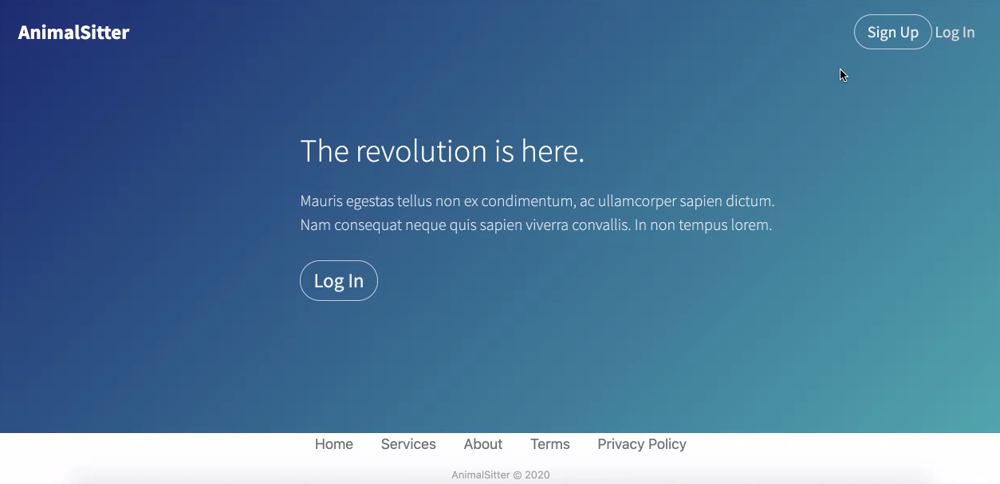 AnimalSitter
Sign Up Log In
The revolution is here.
Mauris egestas tellus non ex condimentum, ac ullamcorper sapien dictum.
Nam consequat neque quis sapien viverra convallis. In non tempus lorem.
Log In
Home Services About Terms Privacy Policy
AnimalSitter © 2020